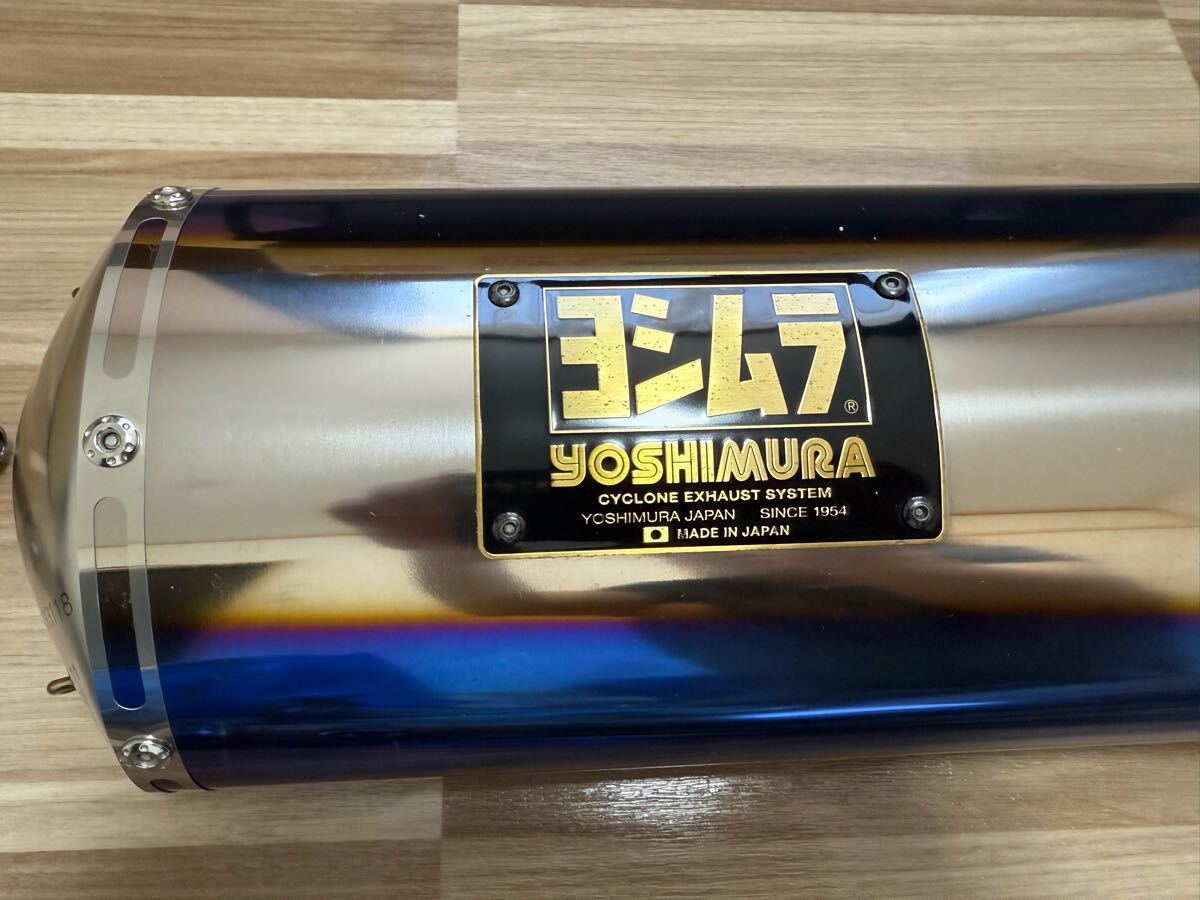 ヨシムラ®
YOSHIMURA
CYCLONE EXHAUST SYSTEM
YOSHIMURA JAPAN SINCE 1954
MADE IN JAPAN